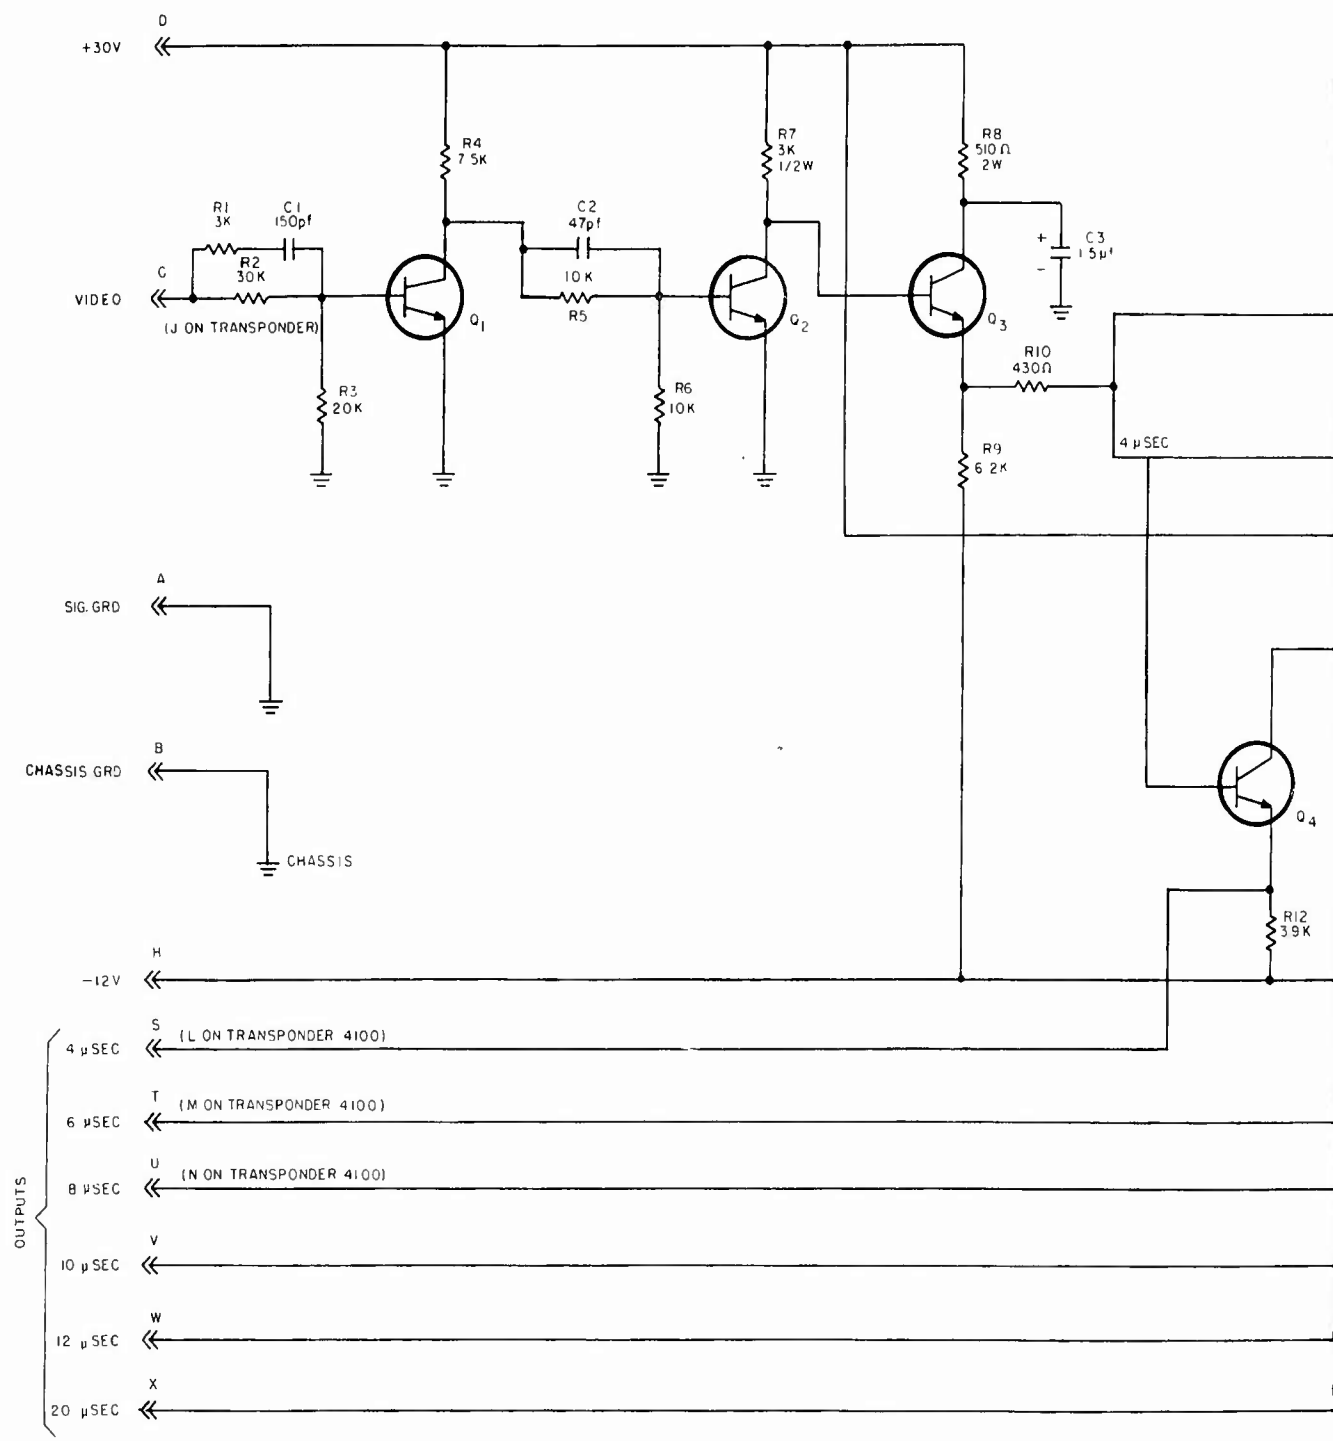 D
+30V
R4
7.5K
R7
3K
1/2W
R8
510Ω
2W
R1
3K
C1
150pf
C2
47pf
C3
1.5µf
+
-
G
R2
30K
10K
R5
VIDEO
(J ON TRANSPONDER)
Q1
Q2
Q3
R10
430Ω
R3
20K
R6
10K
4 µSEC
R9
6.2K
A
SIG. GRD
B
CHASSIS GRD
CHASSIS
Q4
R12
3.9K
H
-12V
S
(L ON TRANSPONDER 4100)
4 µSEC
T
(M ON TRANSPONDER 4100)
6 µSEC
U
(N ON TRANSPONDER 4100)
8 µSEC
OUTPUTS
V
10 µSEC
W
12 µSEC
X
20 µSEC